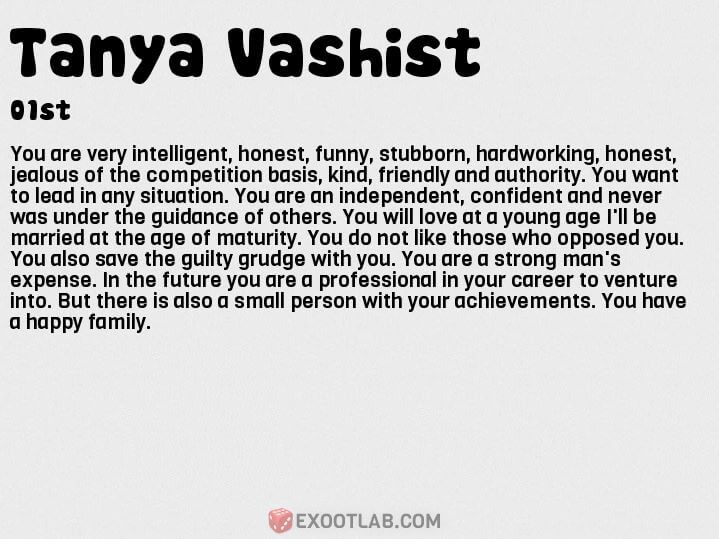 Tanya Vashist
01st
You are very intelligent, honest, funny, stubborn, hardworking, honest,
jealous of the competition basis, kind, friendly and authority. You want
to lead in any situation. You are an independent, confident and never
was under the guidance of others. You will love at a young age I'll be
married at the age of maturity. You do not like those who opposed you.
You also save the guilty grudge with you. You are a strong man's
expense. In the future you are a professional in your career to venture
into. But there is also a small person with your achievements. You have
a happy family.
EXOOTLAB.COM